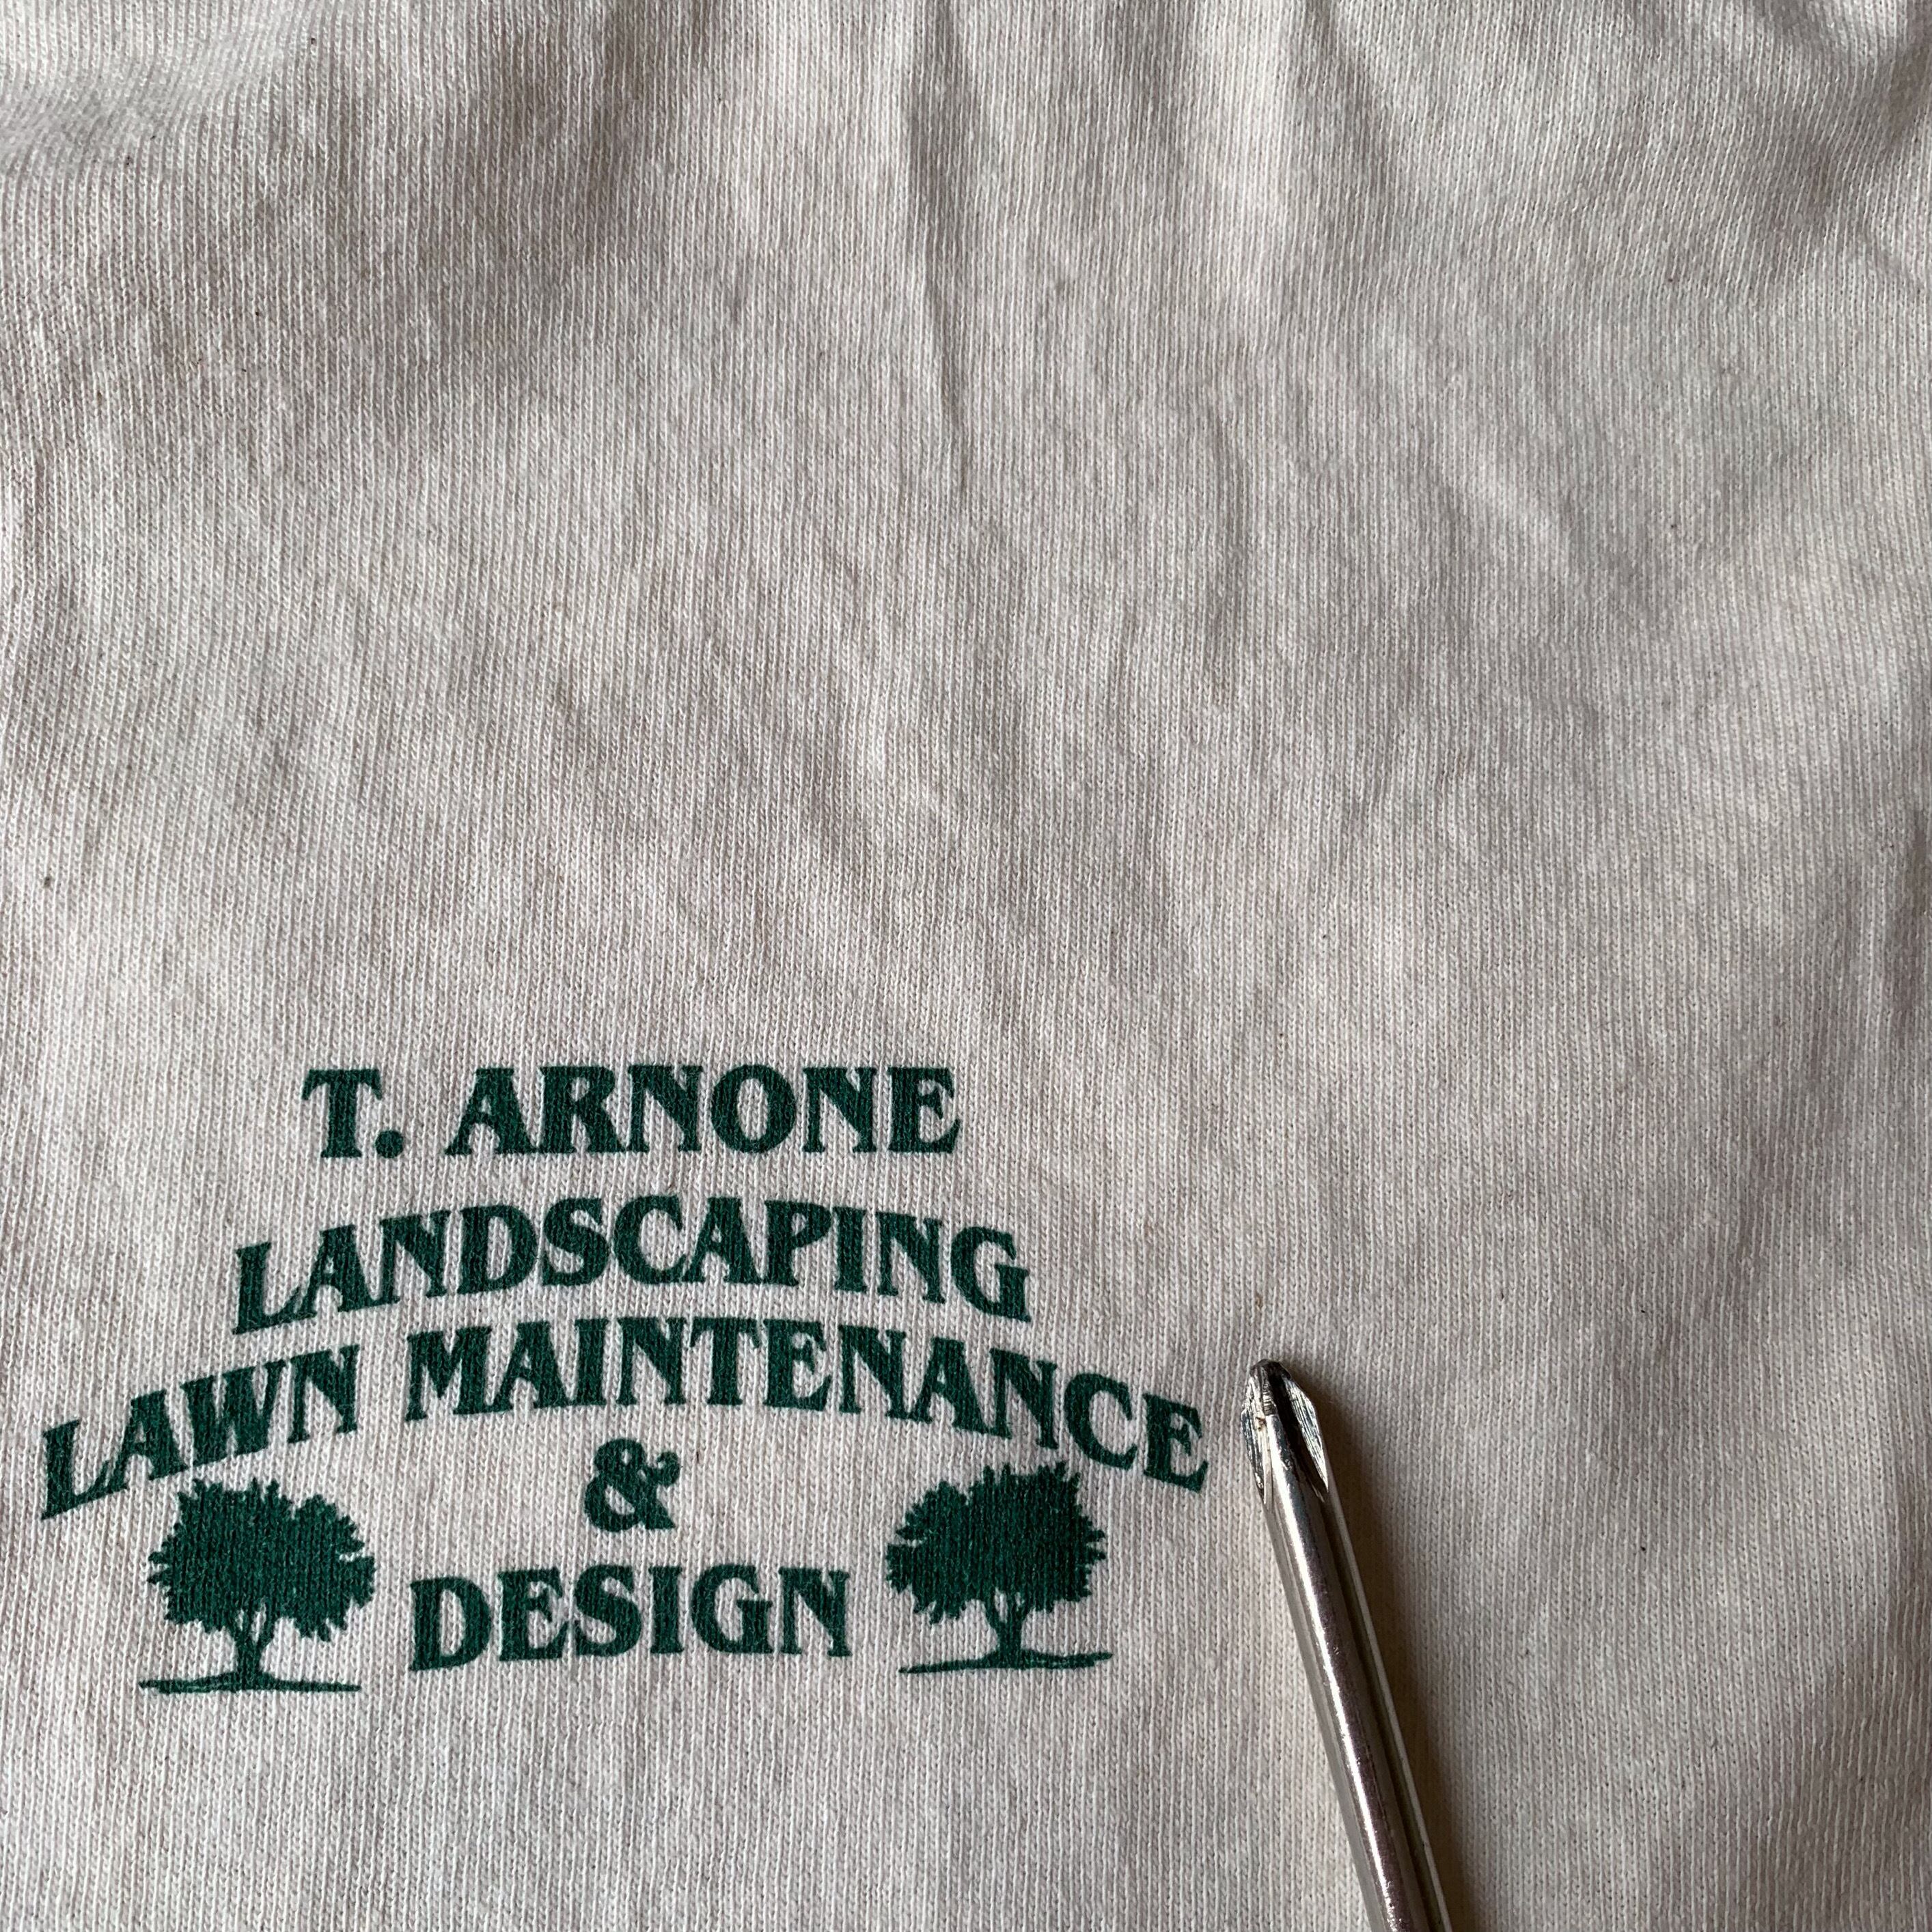 T. ARNONE
LANDSCAPING
LAWN MAINTENANCE
&
DESIGN